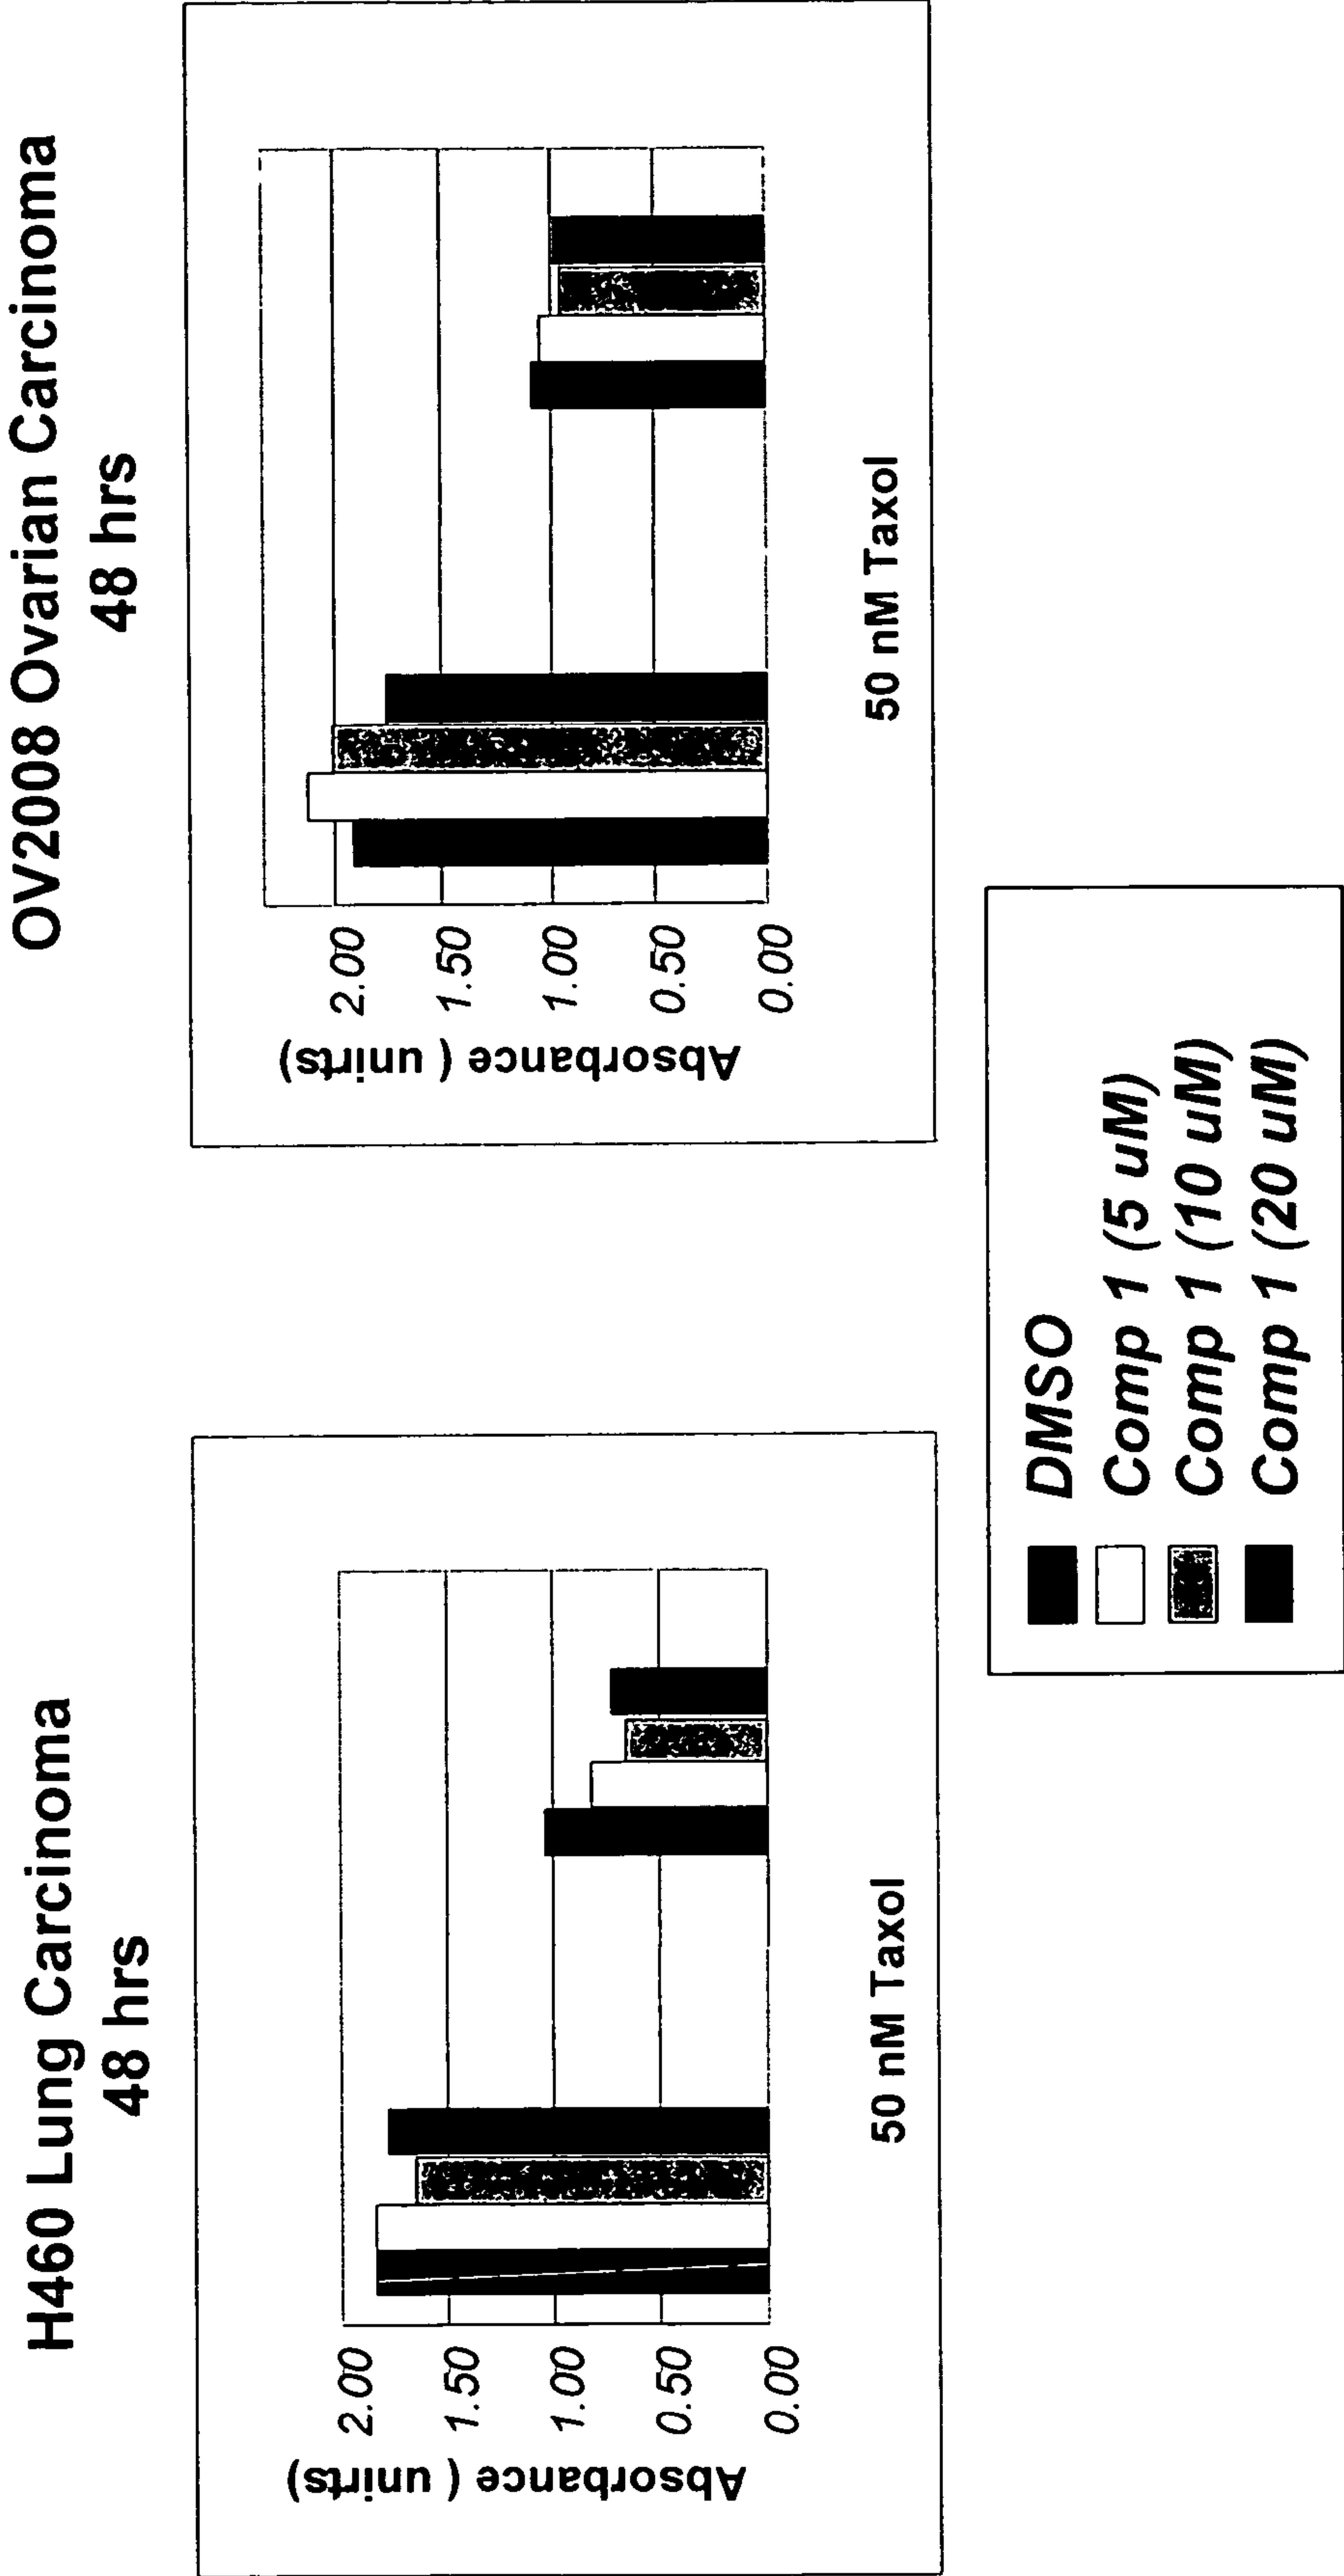 H460 Lung Carcinoma
48 hrs
Absorbance ( unirts)
2.00
1.50
1.00
0.50
0.00
50 nM Taxol
OV2008 Ovarian Carcinoma
48 hrs
Absorbance ( unirts)
2.00
1.50
1.00
0.50
0.00
50 nM Taxol
DMSO
Comp 1 (5 uM)
Comp 1 (10 uM)
Comp 1 (20 uM)